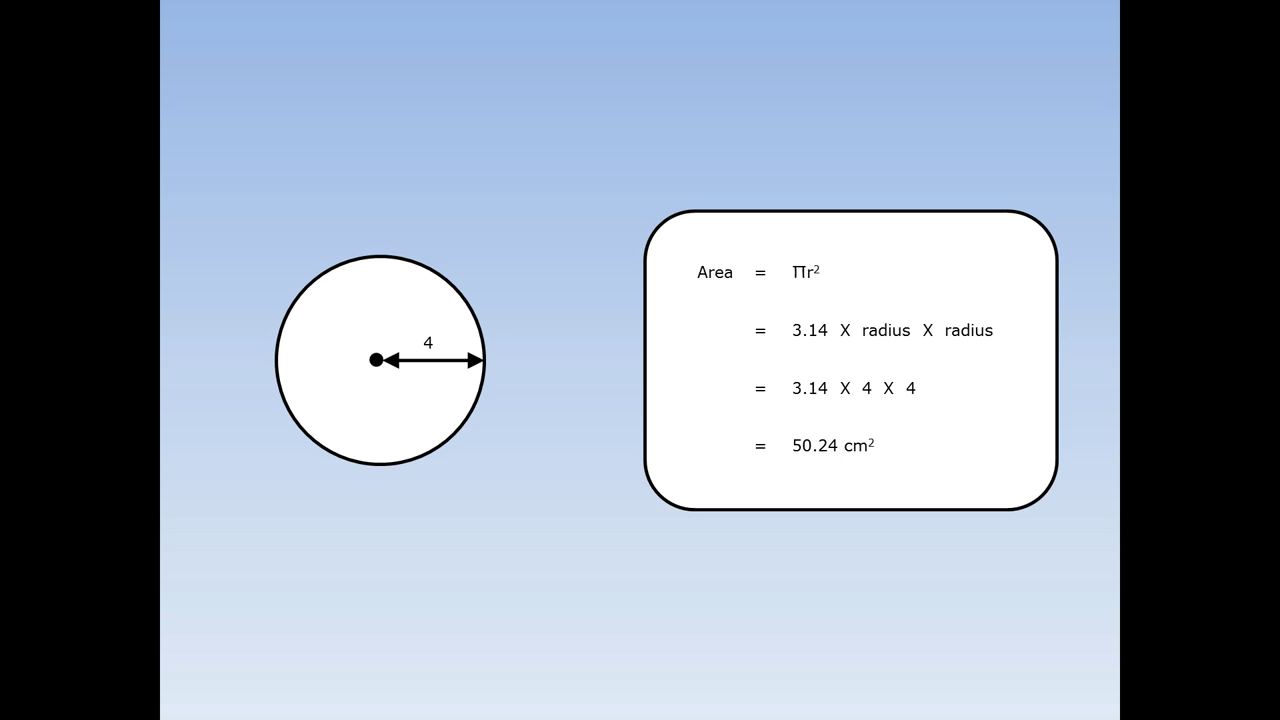 4
Area = Πr²
= 3.14 X radius X radius
= 3.14 X 4 X 4
= 50.24 cm²